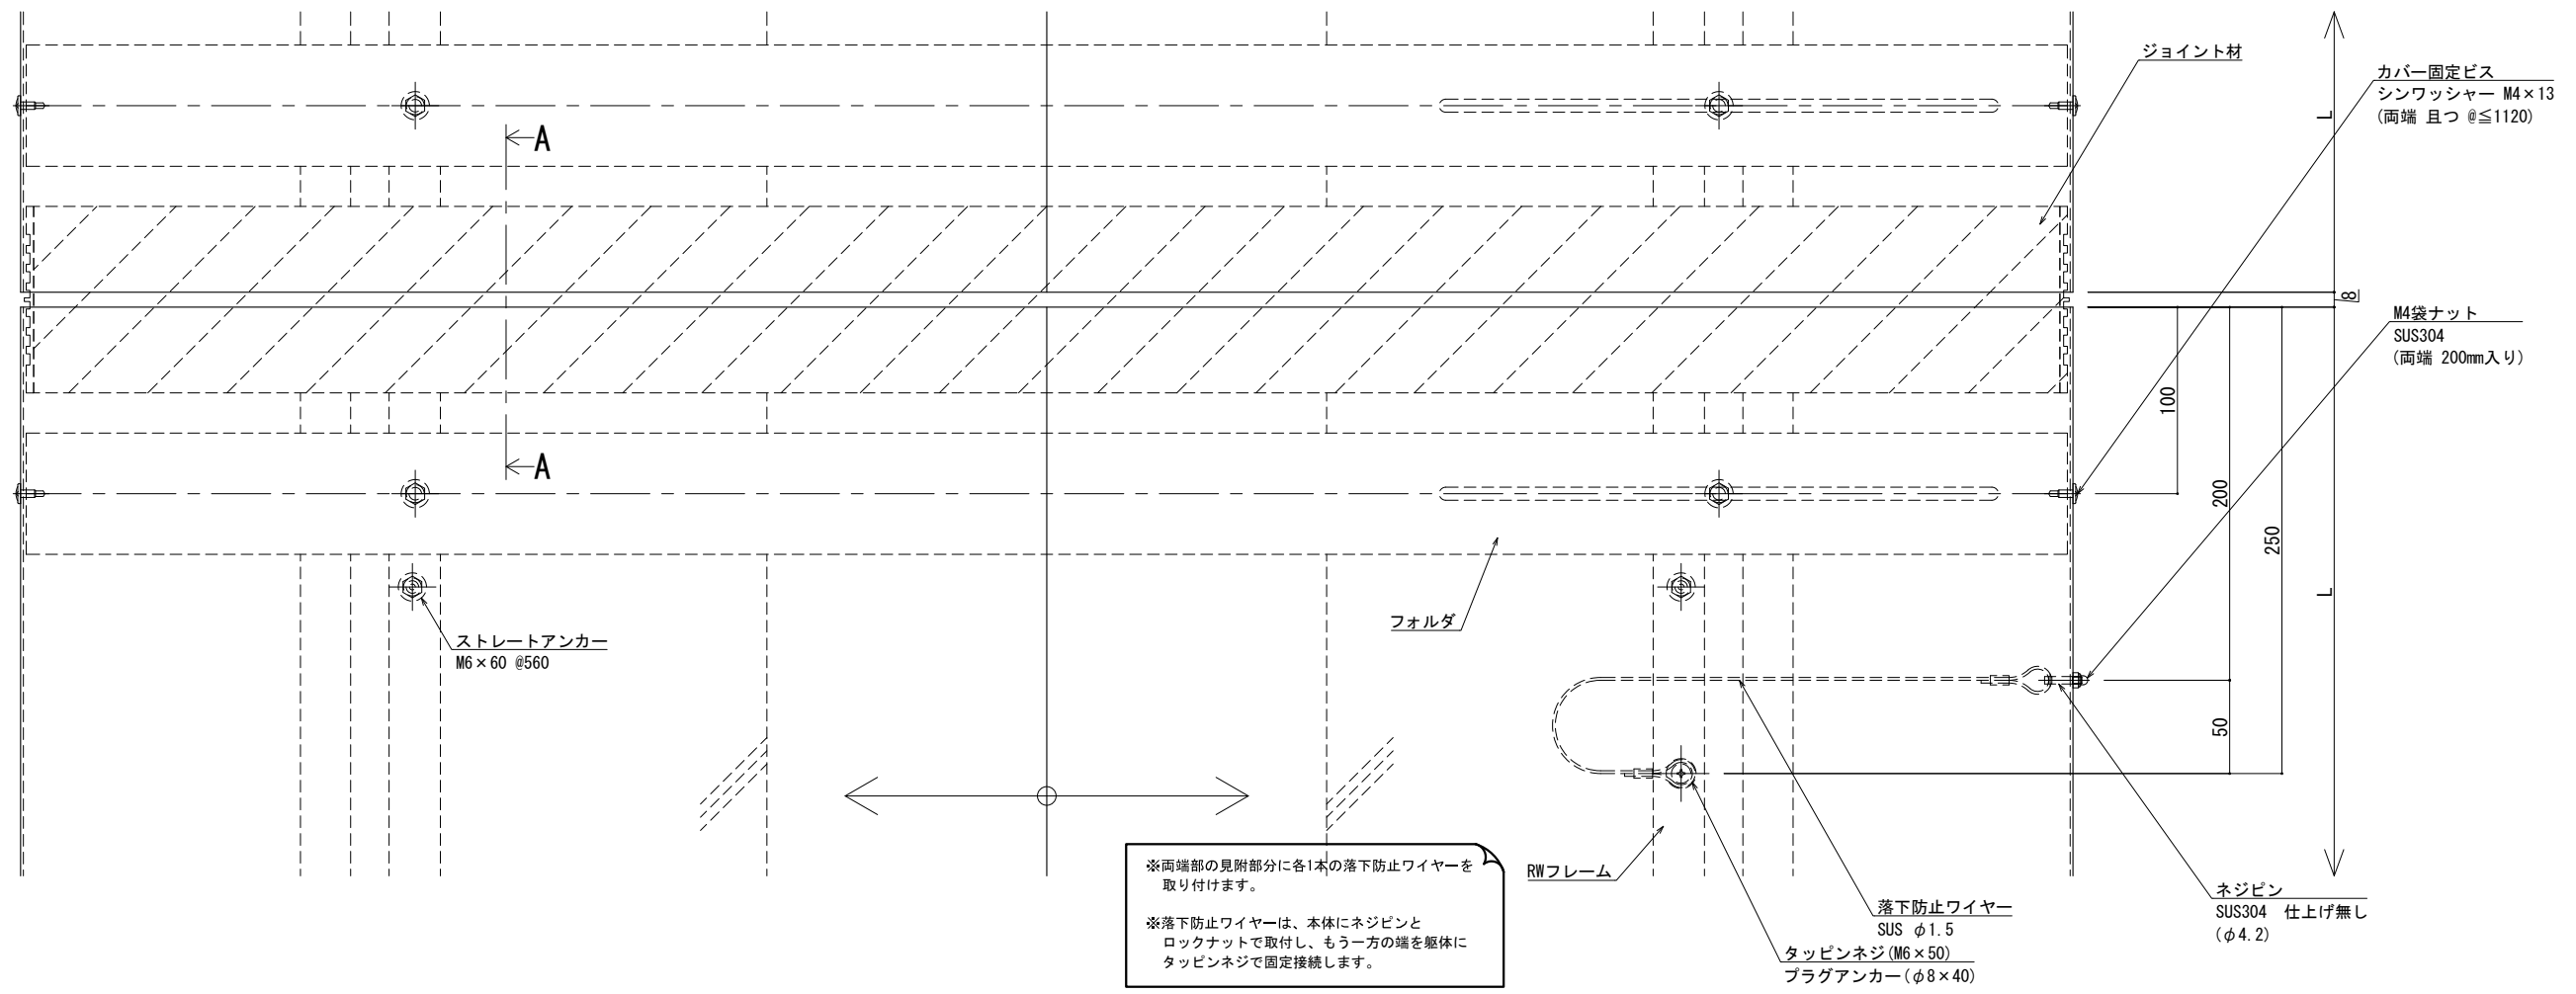 ジョイント材
カバー固定ビス
シンワッシャー M4×13
(両端 且つ @≦1120)
A
L
8
M4袋ナット
SUS304
(両端 200mm入り)
100
A
200
250
L
フォルダ
ストレートアンカー
M6×60 @560
50
※両端部の見附部分に各1本の落下防止ワイヤーを
取り付けます。
※落下防止ワイヤーは、本体にネジピンと
ロックナットで取付し、もう一方の端を躯体に
タッピンネジで固定接続します。
RWフレーム
落下防止ワイヤー
SUS φ1.5
タッピンネジ(M6×50)
プラグアンカー(φ8×40)
ネジピン
SUS304 仕上げ無し
(φ4.2)